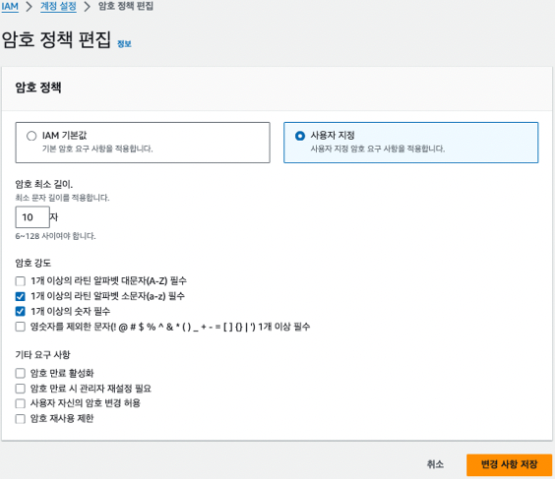 IAM > 계정 설정 > 암호 정책 편집
암호 정책 편집 정보
암호 정책
IAM 기본값
기본 암호 요구 사항을 적용합니다.
사용자 지정
사용자 지정 암호 요구 사항을 적용합니다.
암호 최소 길이.
최소 문자 길이를 적용합니다.
10 자
6~128 사이여야 합니다.
암호 강도
1개 이상의 라틴 알파벳 대문자(A-Z) 필수
1개 이상의 라틴 알파벳 소문자(a-z) 필수
1개 이상의 숫자 필수
영숫자를 제외한 문자(! @ # $ % ^ & * ( ) _ + - = [ ] {} | ') 1개 이상 필수
기타 요구 사항
암호 만료 활성화
암호 만료 시 관리자 재설정 필요
사용자 자신의 암호 변경 허용
암호 재사용 제한
취소
변경 사항 저장